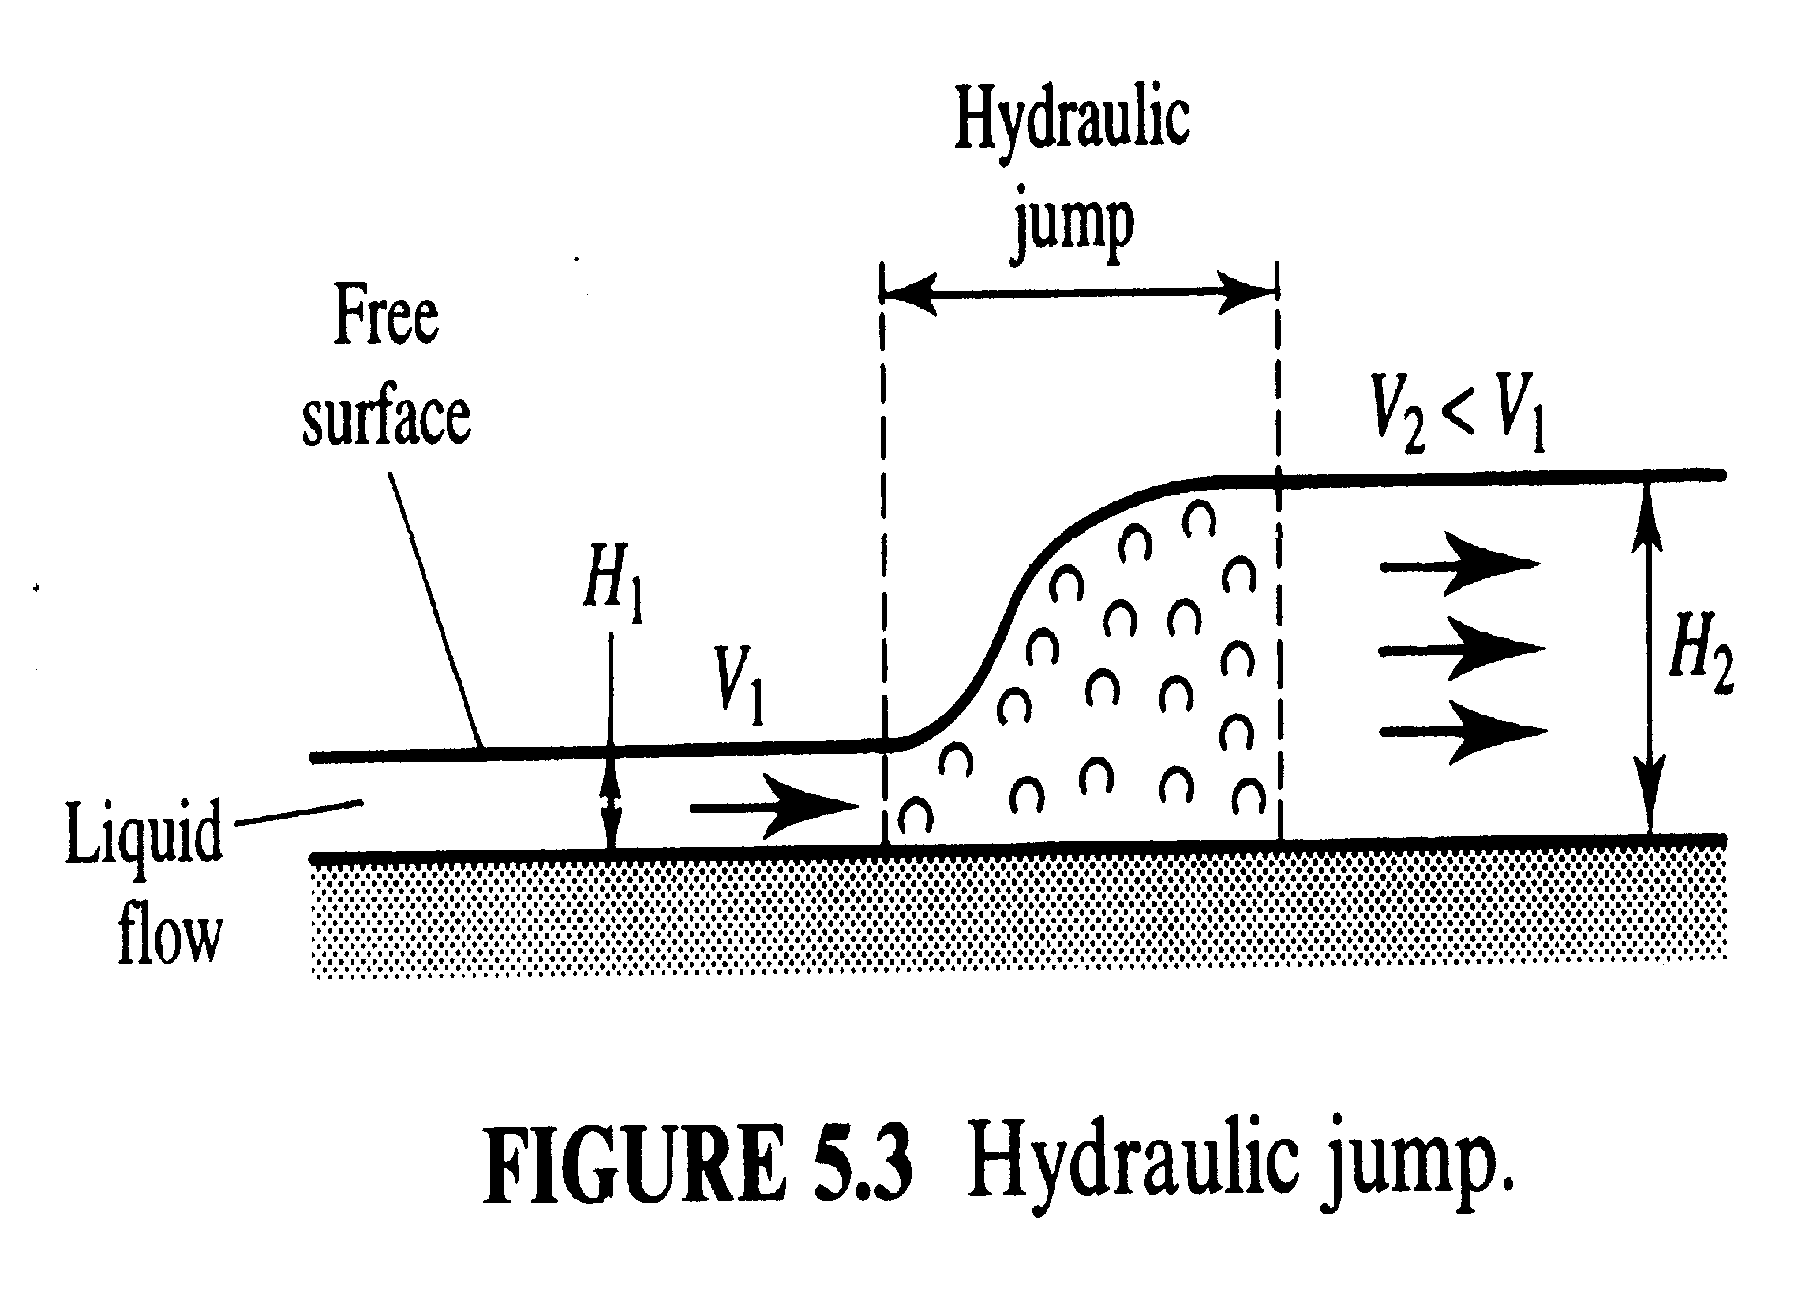 Hydraulic
jump
Free
surface
V₂ < V₁
H₁
V₁
H₂
Liquid
flow
FIGURE 5.3 Hydraulic jump.